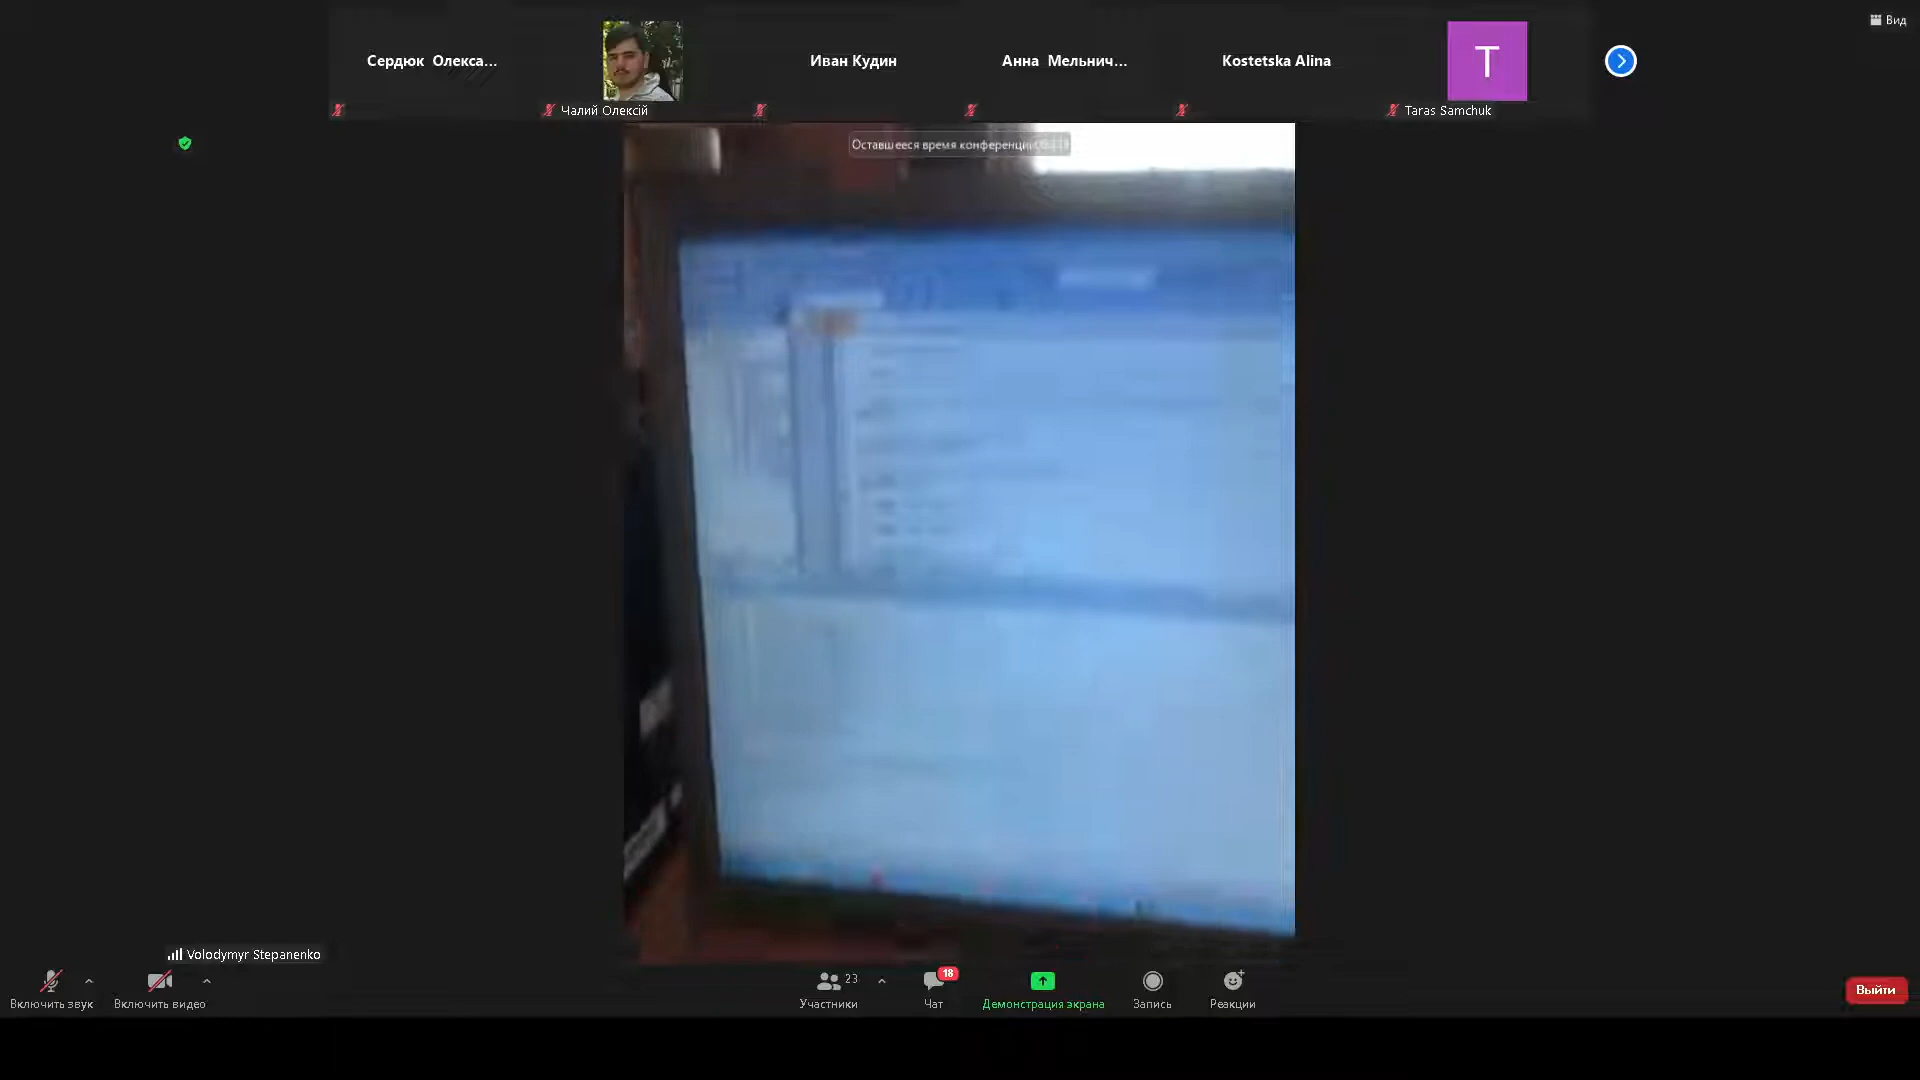 Вид
Сердюк Олекса...
Иван Кудин
Анна Мельнич...
Kostetska Alina
T
Чалий Олексій
Taras Samchuk
Оставшееся время конференции:
Volodymyr Stepanenko
Включить звук
Включить видео
23
Участники
18
Чат
Демонстрация экрана
Запись
Реакции
Выйти